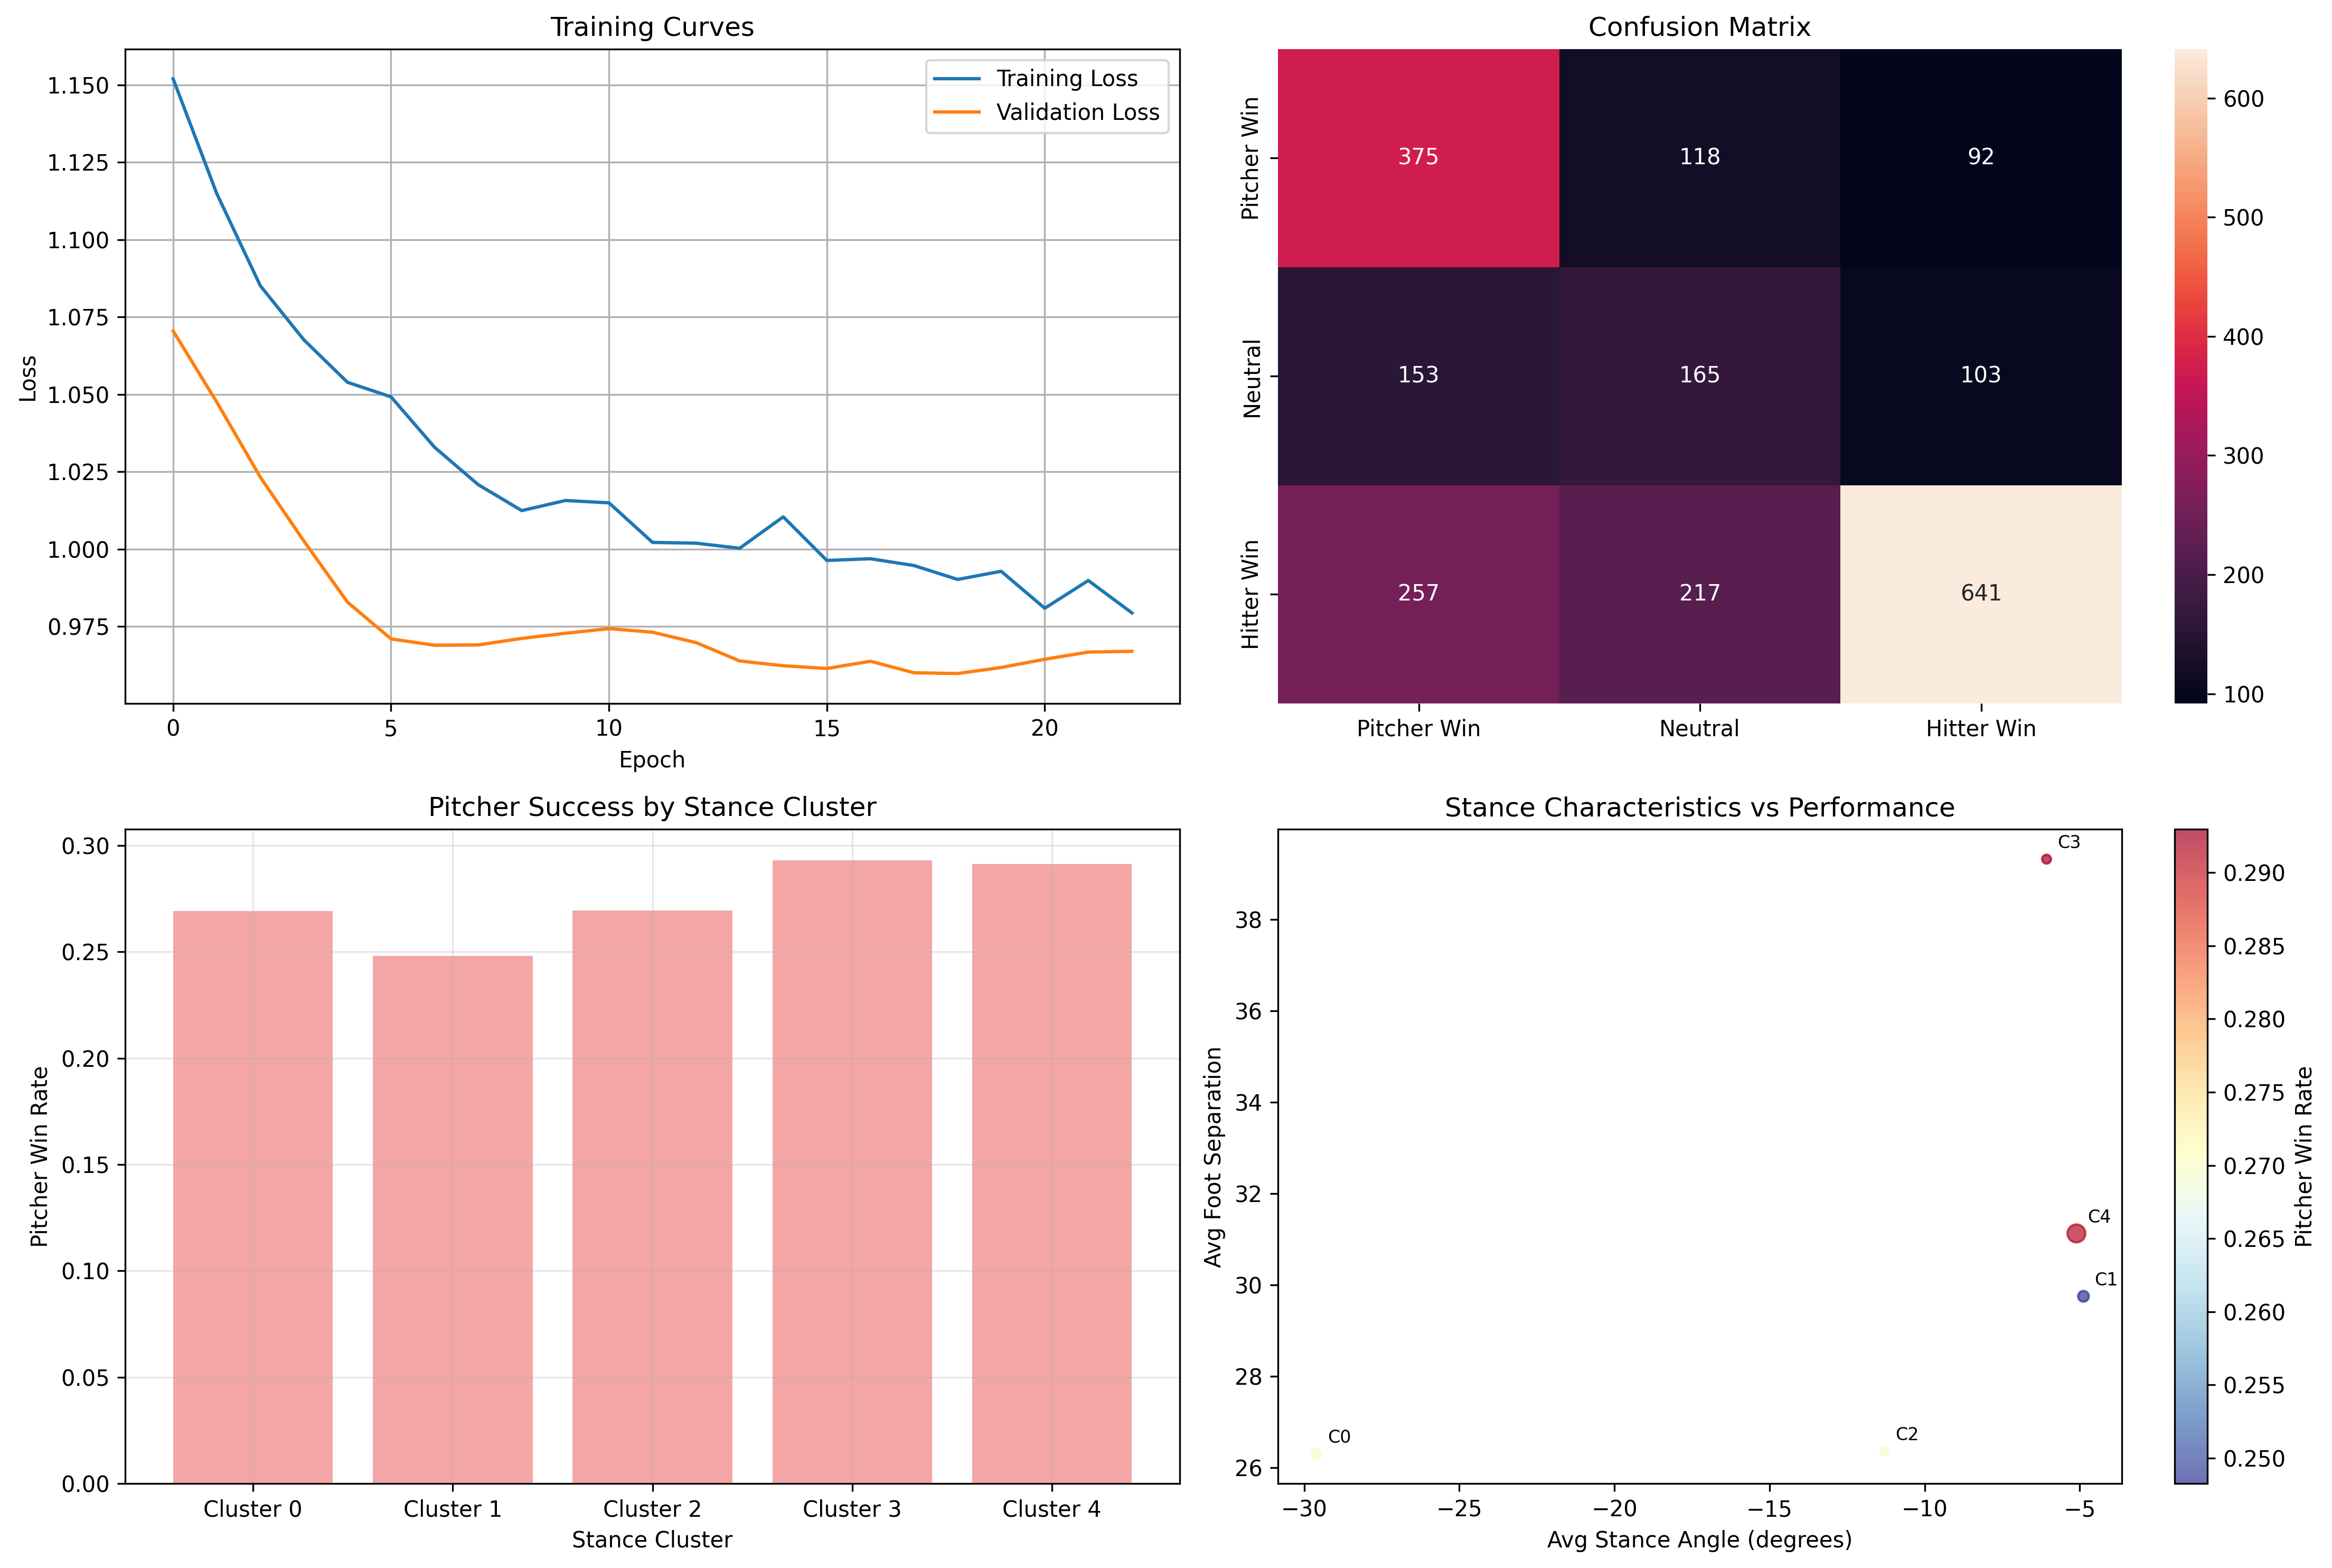 Training Curves
1.150
1.125
1.100
1.075
1.050
1.025
1.000
0.975
Loss
0
5
10
15
20
Epoch
Training Loss
Validation Loss
Confusion Matrix
Pitcher Win
Neutral
Hitter Win
375 118 92
153 165 103
257 217 641
Pitcher Win
Neutral
Hitter Win
600
500
400
300
200
100
Pitcher Success by Stance Cluster
0.30
0.25
0.20
0.15
0.10
0.05
0.00
Pitcher Win Rate
Cluster 0
Cluster 1
Cluster 2
Cluster 3
Cluster 4
Stance Cluster
Stance Characteristics vs Performance
38
36
34
32
30
28
26
Avg Foot Separation
C3
C4
C1
C0
C2
−30
−25
−20
−15
−10
−5
Avg Stance Angle (degrees)
0.290
0.285
0.280
0.275
0.270
0.265
0.260
0.255
0.250
Pitcher Win Rate